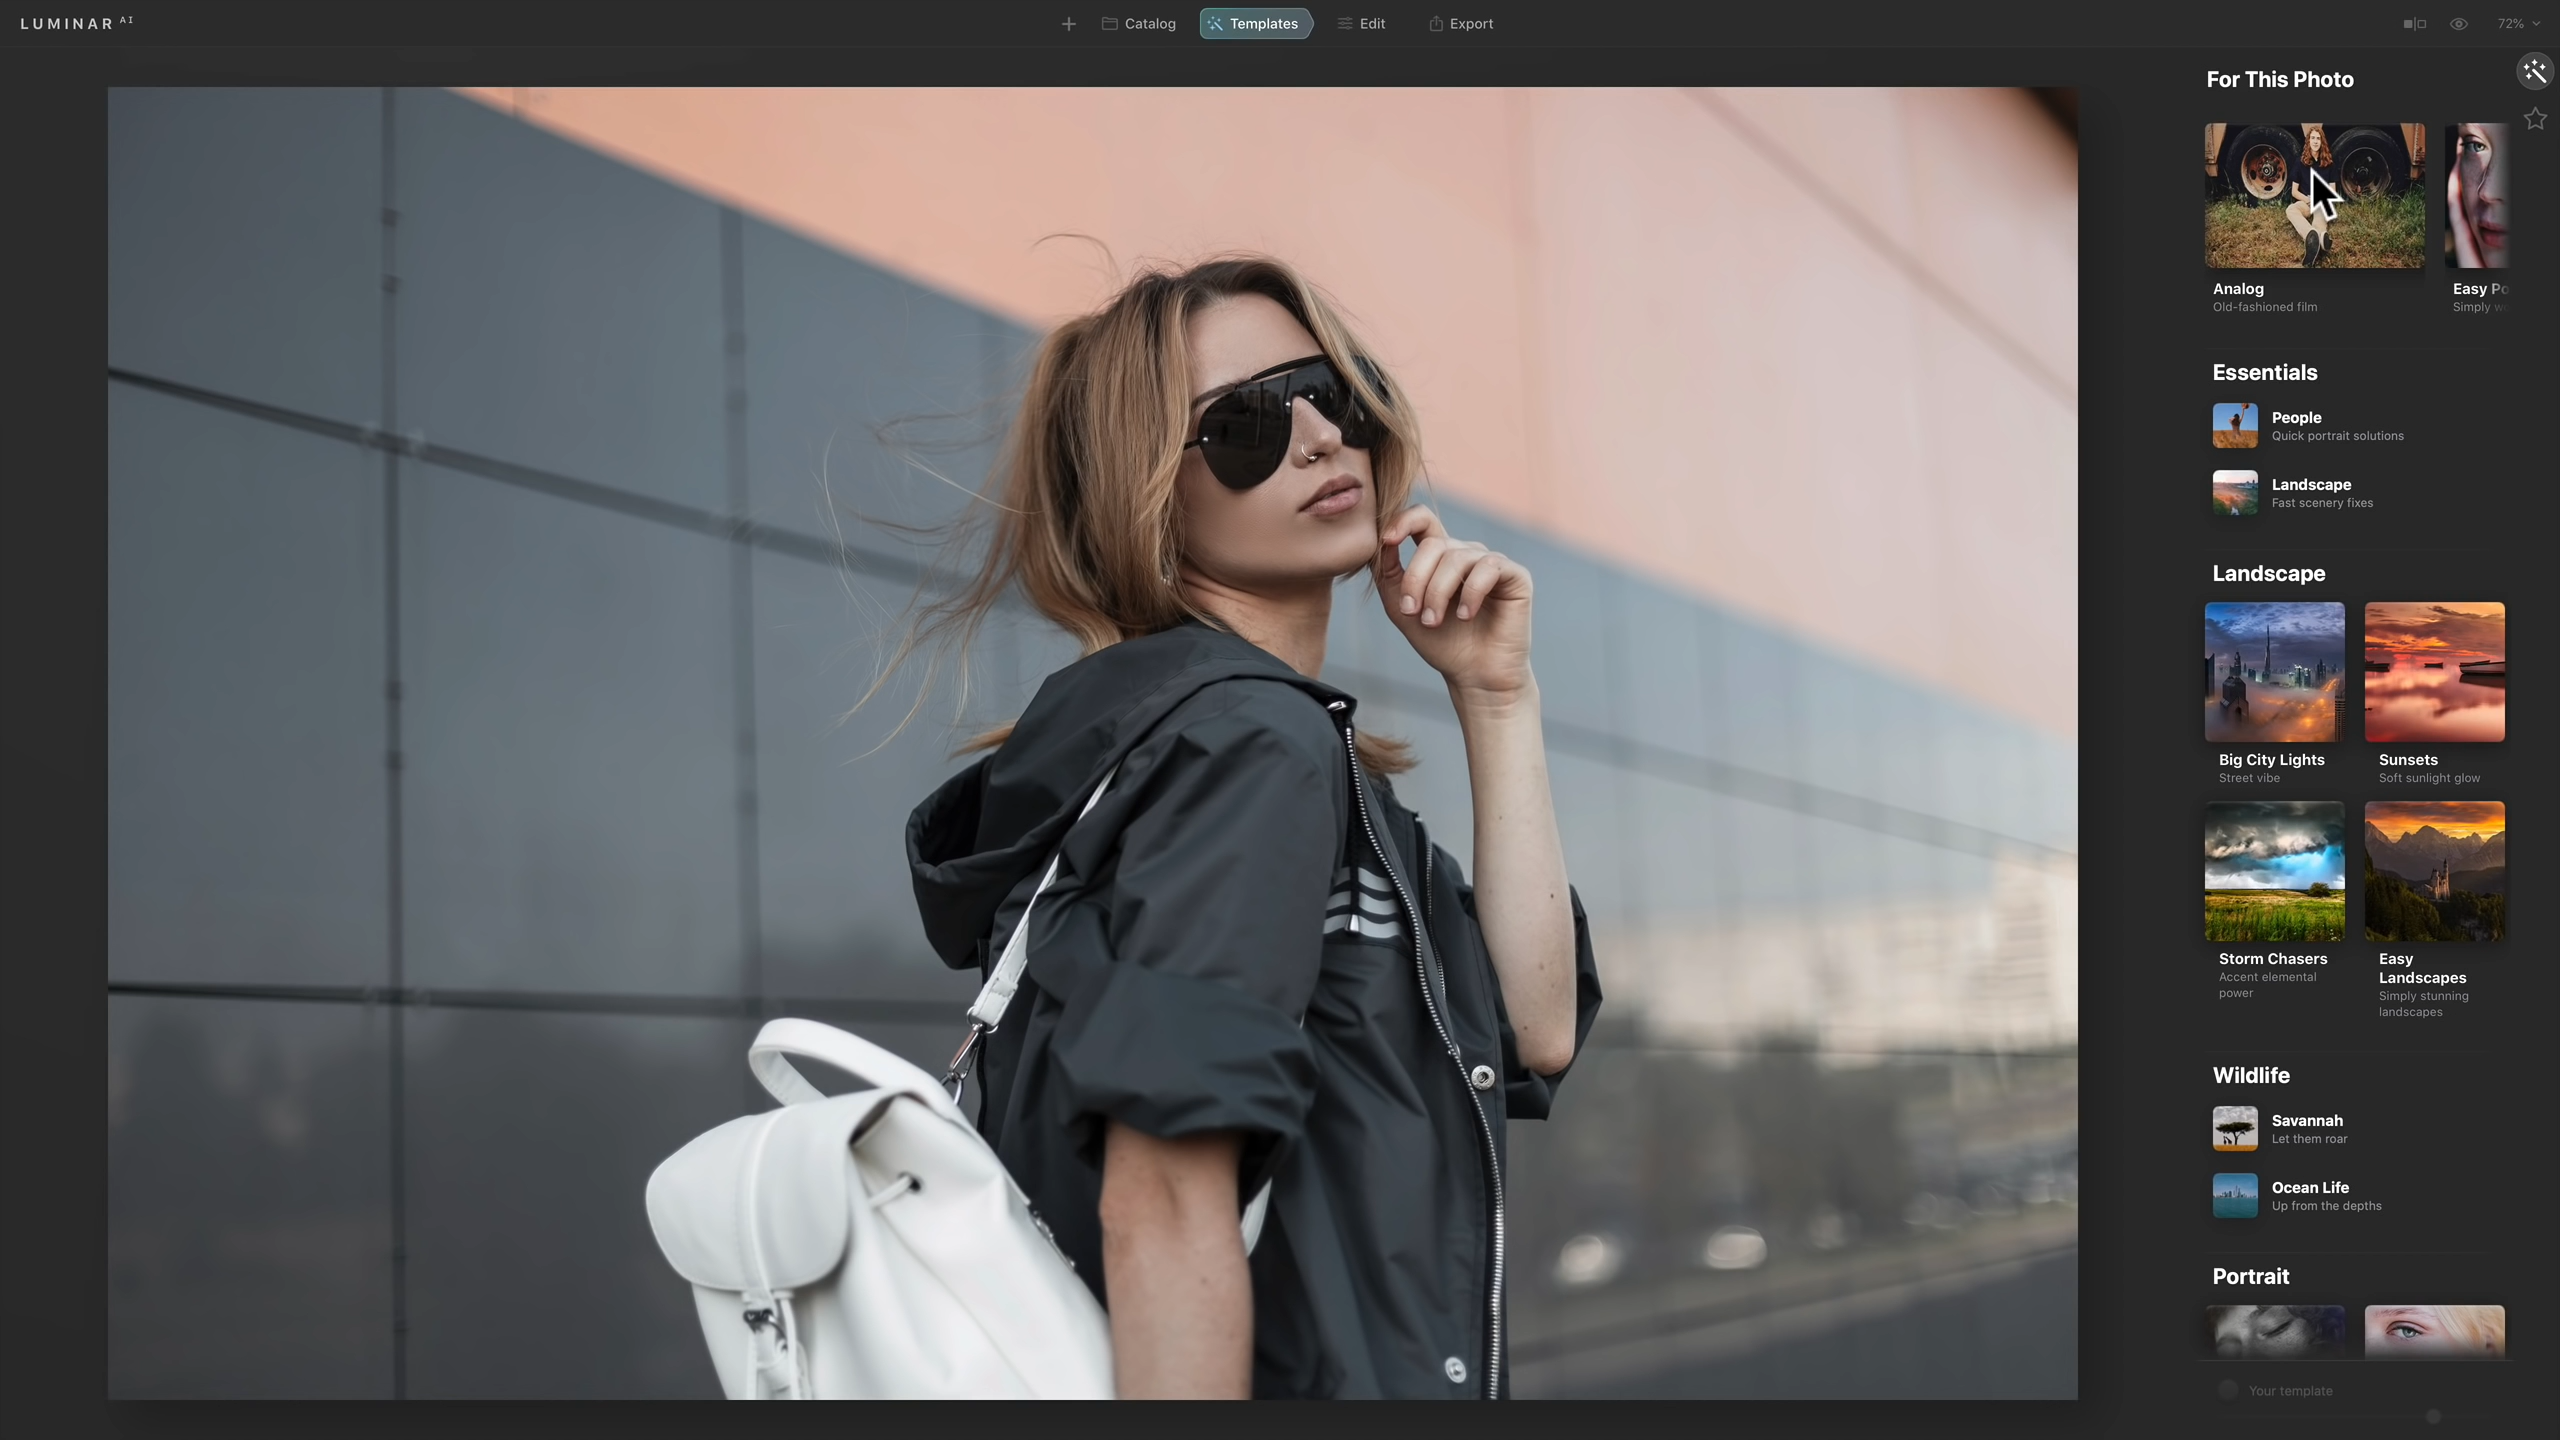 LUMINAR AI
Catalog
Templates
Edit
Export
72%
For This Photo
Analog
Old-fashioned film
Easy Po
Simply
Essentials
People
Quick portrait solutions
Landscape
Fast scenery fixes
Landscape
Big City Lights
Street vibe
Sunsets
Soft sunlight glow
Storm Chasers
Accent elemental
power
Easy
Landscapes
Simply stunning
landscapes
Wildlife
Savannah
Let them roar
Ocean Life
Up from the depths
Portrait
Your template